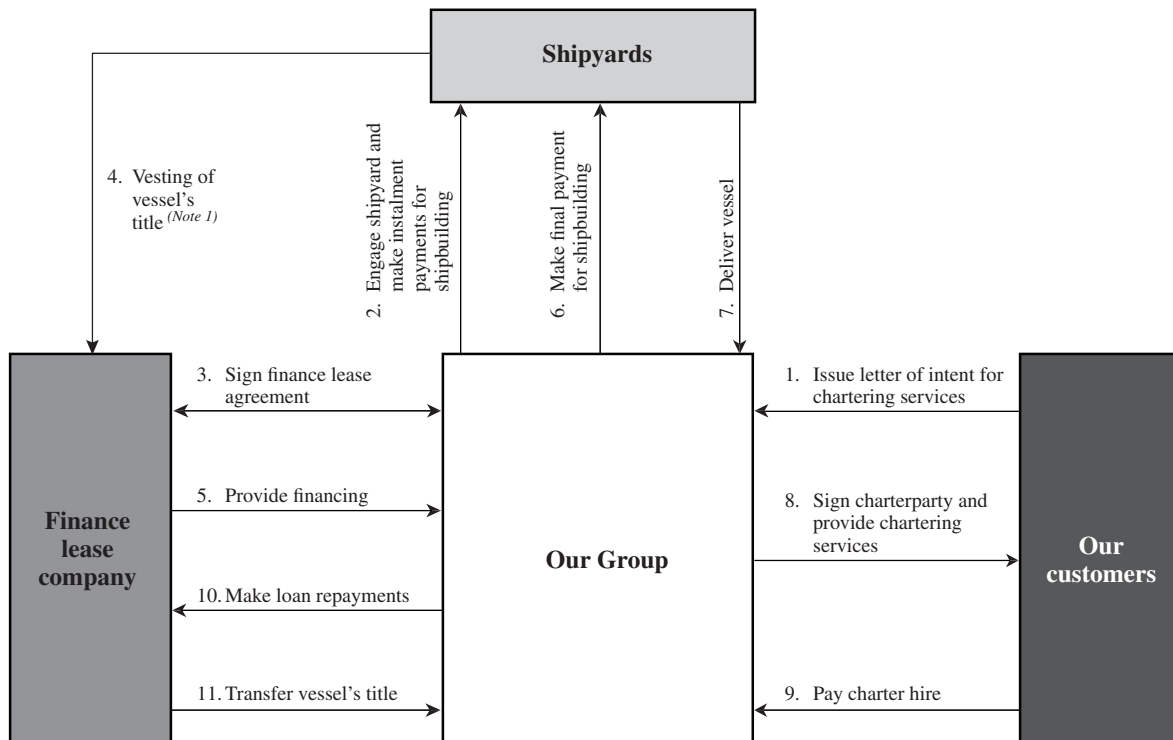 Shipyards
4. Vesting of
vessel's
title (Note 1)
2. Engage shipyard and
make instalment
payments for
shipbuilding
6. Make final payment
for shipbuilding
7. Deliver vessel
3. Sign finance lease
agreement
1. Issue letter of intent for
chartering services
5. Provide financing
8. Sign charterparty and
provide chartering
services
Finance
lease
company
Our Group
Our
customers
10. Make loan repayments
11. Transfer vessel's title
9. Pay charter hire